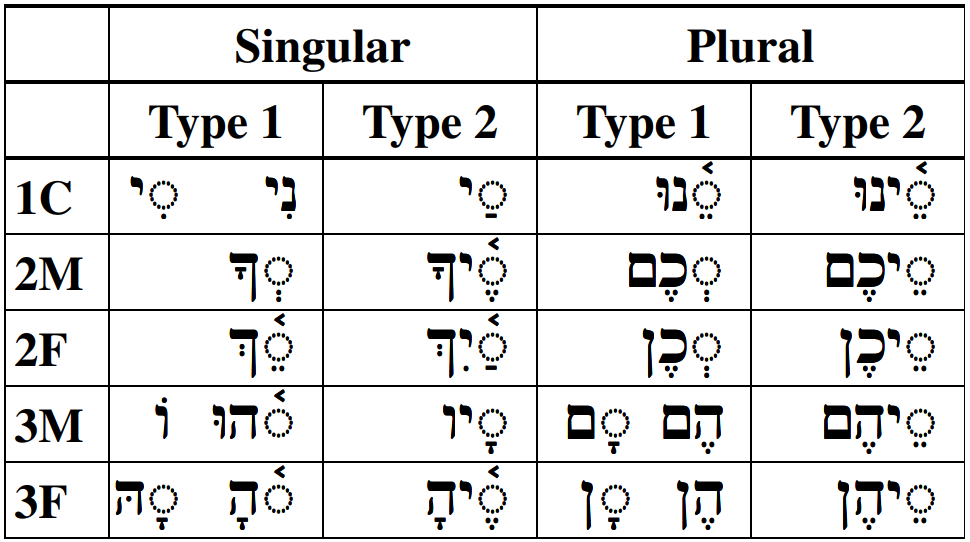 Singular Plural
Type 1 Type 2 Type 1 Type 2
1C נִי ◌ִי ◌ַי ◌ֵ֫נוּ ◌ֵ֫ינוּ
2M ◌ְךָ ◌ֶ֫יךָ ◌ְכֶם ◌ֵיכֶם
2F ◌ֵ֫ךְ ◌ַ֫יִךְ ◌ְכֶן ◌ֵיכֶן
3M ◌֫הוּ וֹ ◌ָיו הֶם ◌ָם ◌ֵיהֶם
3F ◌֫הָ ◌ָהּ ◌ֶ֫יהָ הֶן ◌ָן ◌ֵיהֶן